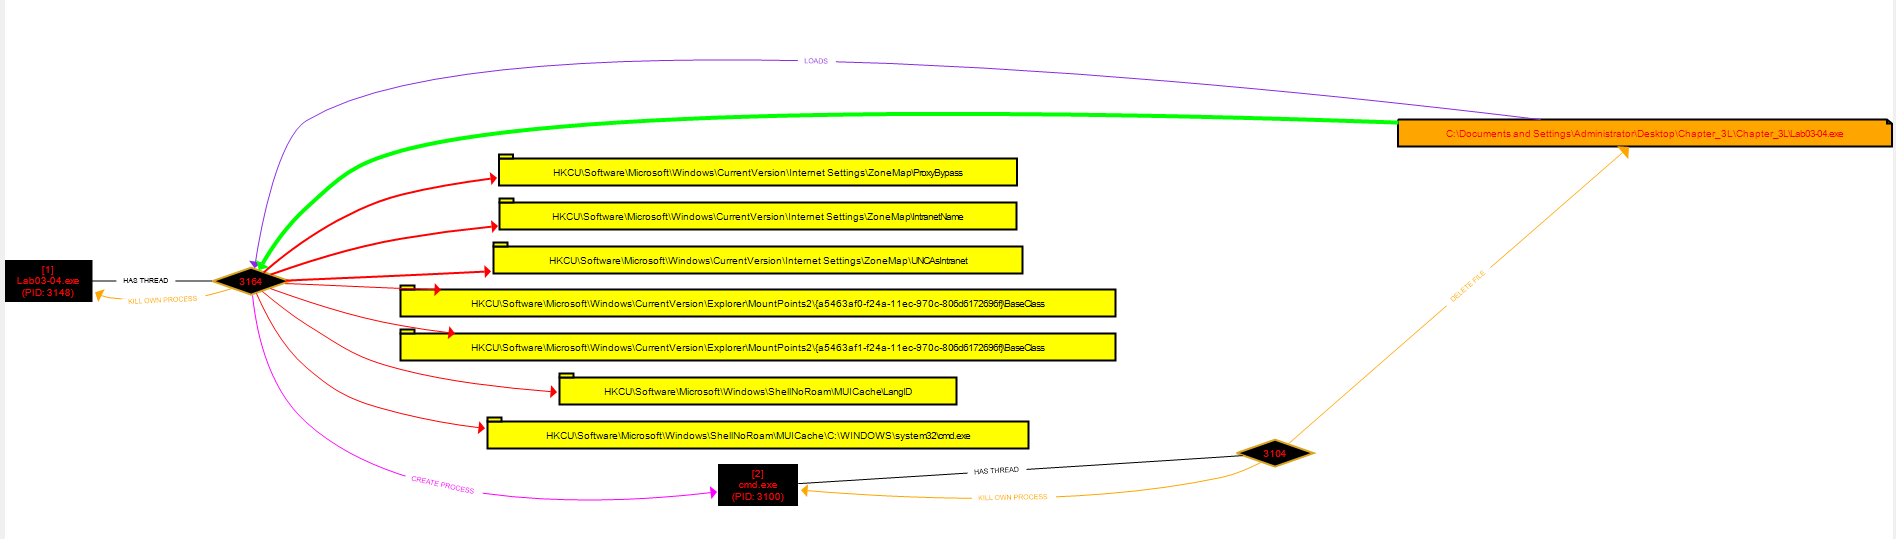 LOADS
C:\Documents and Settings\Administrator\Desktop\Chapter_3L\Chapter_3L\Lab03-04.exe
HKCU\Software\Microsoft\Windows\CurrentVersion\Internet Settings\ZoneMap\ProxyBypass
HKCU\Software\Microsoft\Windows\CurrentVersion\Internet Settings\ZoneMap\IntranetName
HKCU\Software\Microsoft\Windows\CurrentVersion\Internet Settings\ZoneMap\UNCAsIntranet
[1]
Lab03-04.exe
(PID: 3148)
HAS THREAD
3164
KILL OWN PROCESS
HKCU\Software\Microsoft\Windows\CurrentVersion\Explorer\MountPoints2\{a5463af0-f24a-11ec-970c-806d6172696f}\BaseClass
HKCU\Software\Microsoft\Windows\CurrentVersion\Explorer\MountPoints2\{a5463af1-f24a-11ec-970c-806d6172696f}\BaseClass
DELETE FILE
HKCU\Software\Microsoft\Windows\ShellNoRoam\MUICache\LangID
HKCU\Software\Microsoft\Windows\ShellNoRoam\MUICache\C:\WINDOWS\system32\cmd.exe
CREATE PROCESS
[2]
cmd.exe
(PID: 3100)
HAS THREAD
3104
KILL OWN PROCESS